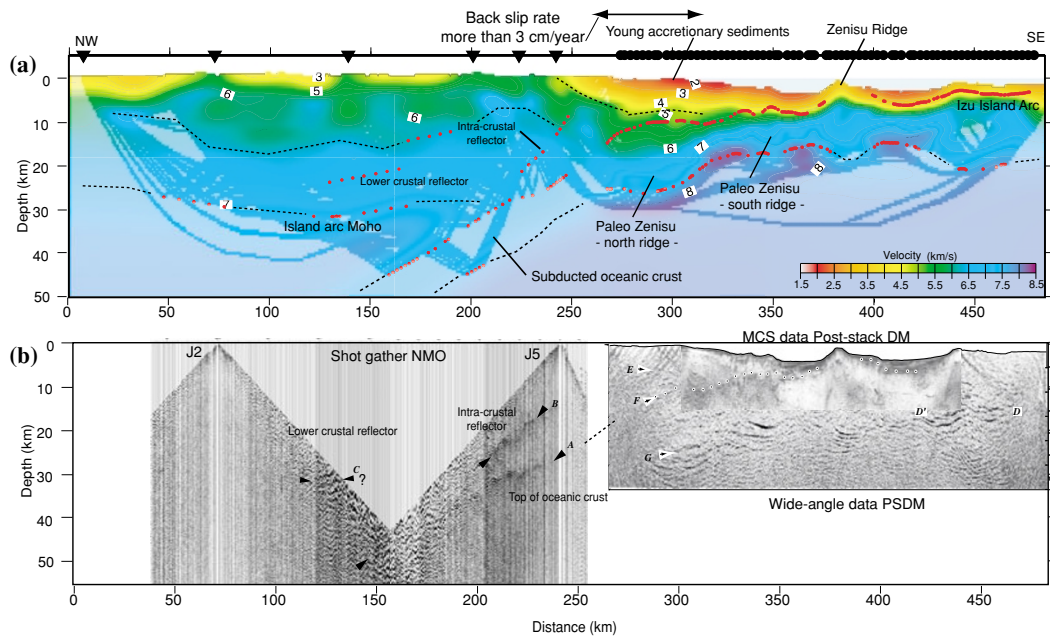 Back slip rate
more than 3 cm/year
Young accretionary sediments
Zenisu Ridge
NW
SE
(a)
0
10
20
30
40
50
Depth (km)
3
5
6
6
2
3
4
5
6
7
8
8
7
Izu Island Arc
Intra-crustal
reflector
Lower crustal reflector
Island arc Moho
Paleo Zenisu
- south ridge -
Paleo Zenisu
- north ridge -
Subducted oceanic crust
Velocity (km/s)
1.5 2.5 3.5 4.5 5.5 6.5 7.5 8.5
0 50 100 150 200 250 300 350 400 450
(b)
MCS data Post-stack DM
0
10
20
30
40
50
Depth (km)
J2
Shot gather NMO
J5
E
F
G
D'
D
B
A
C
?
Intra-crustal
reflector
Lower crustal reflector
Top of oceanic crust
Wide-angle data PSDM
0 50 100 150 200 250 300 350 400 450
Distance (km)